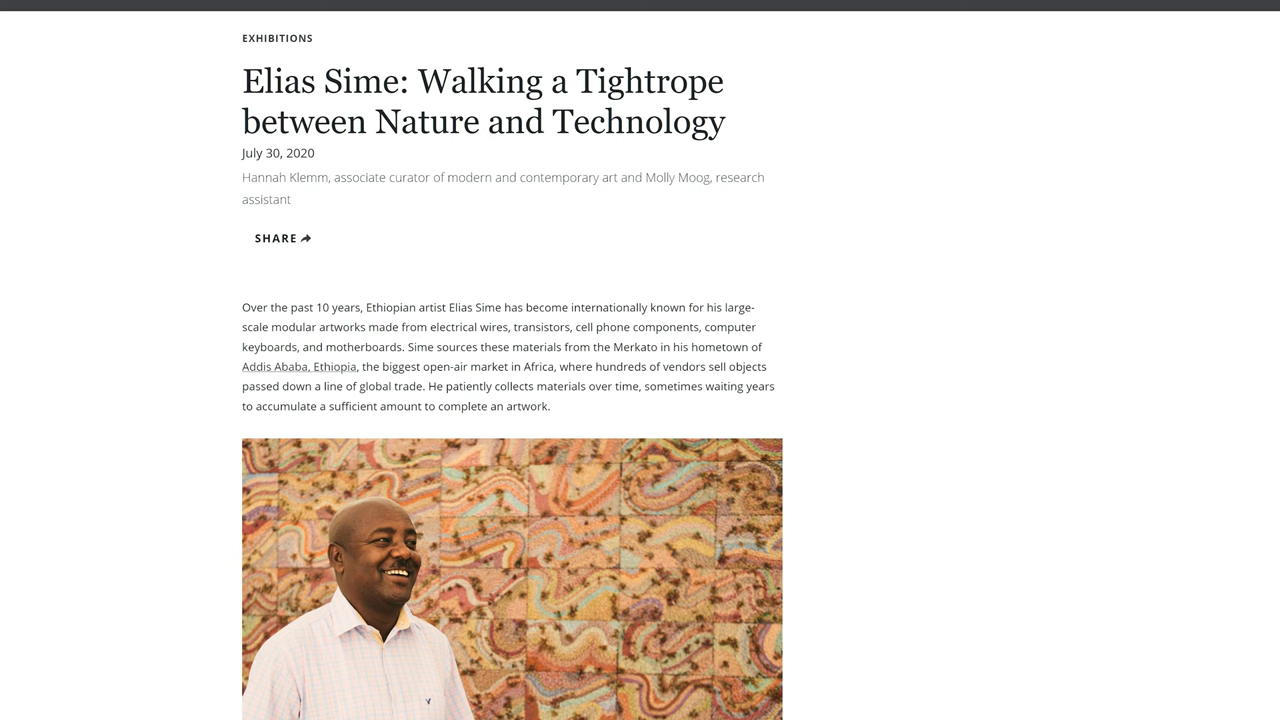 EXHIBITIONS
Elias Sime: Walking a Tightrope
between Nature and Technology
July 30, 2020
Hannah Klemm, associate curator of modern and contemporary art and Molly Moog, research
assistant
SHARE
Over the past 10 years, Ethiopian artist Elias Sime has become internationally known for his large-
scale modular artworks made from electrical wires, transistors, cell phone components, computer
keyboards, and motherboards. Sime sources these materials from the Merkato in his hometown of
Addis Ababa, Ethiopia, the biggest open-air market in Africa, where hundreds of vendors sell objects
passed down a line of global trade. He patiently collects materials over time, sometimes waiting years
to accumulate a sufficient amount to complete an artwork.